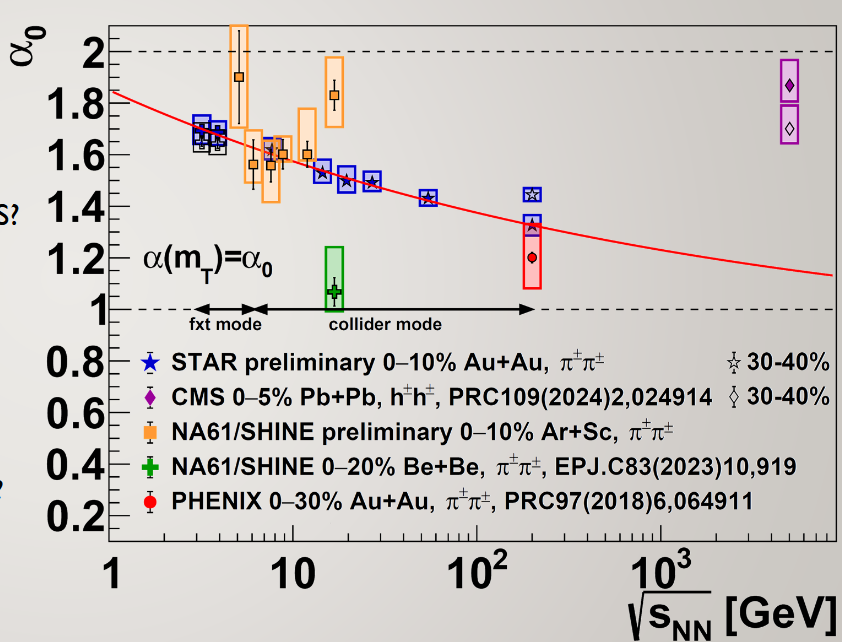 α₀
2
1.8
1.6
s?
1.4
1.2
α(m_T)=α₀
1
fxt mode
collider mode
0.8
★ STAR preliminary 0–10% Au+Au, π±π± ☆ 30-40%
♦ CMS 0–5% Pb+Pb, h±h±, PRC109(2024)2,024914 ◊ 30-40%
0.6
■ NA61/SHINE preliminary 0–10% Ar+Sc, π±π±
0.4
✚ NA61/SHINE 0–20% Be+Be, π±π±, EPJ.C83(2023)10,919
?
● PHENIX 0–30% Au+Au, π±π±, PRC97(2018)6,064911
0.2
1 10 10² 10³
√s_NN [GeV]